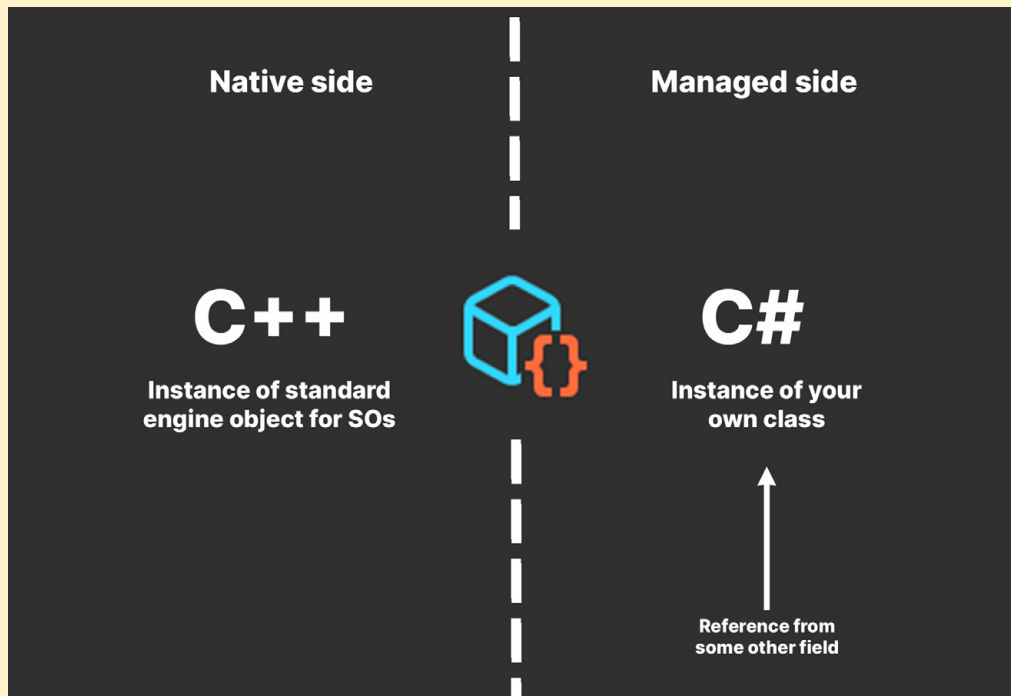 Native side
Managed side
C++
Instance of standard
engine object for SOs
{}
C#
Instance of your
own class
Reference from
some other field